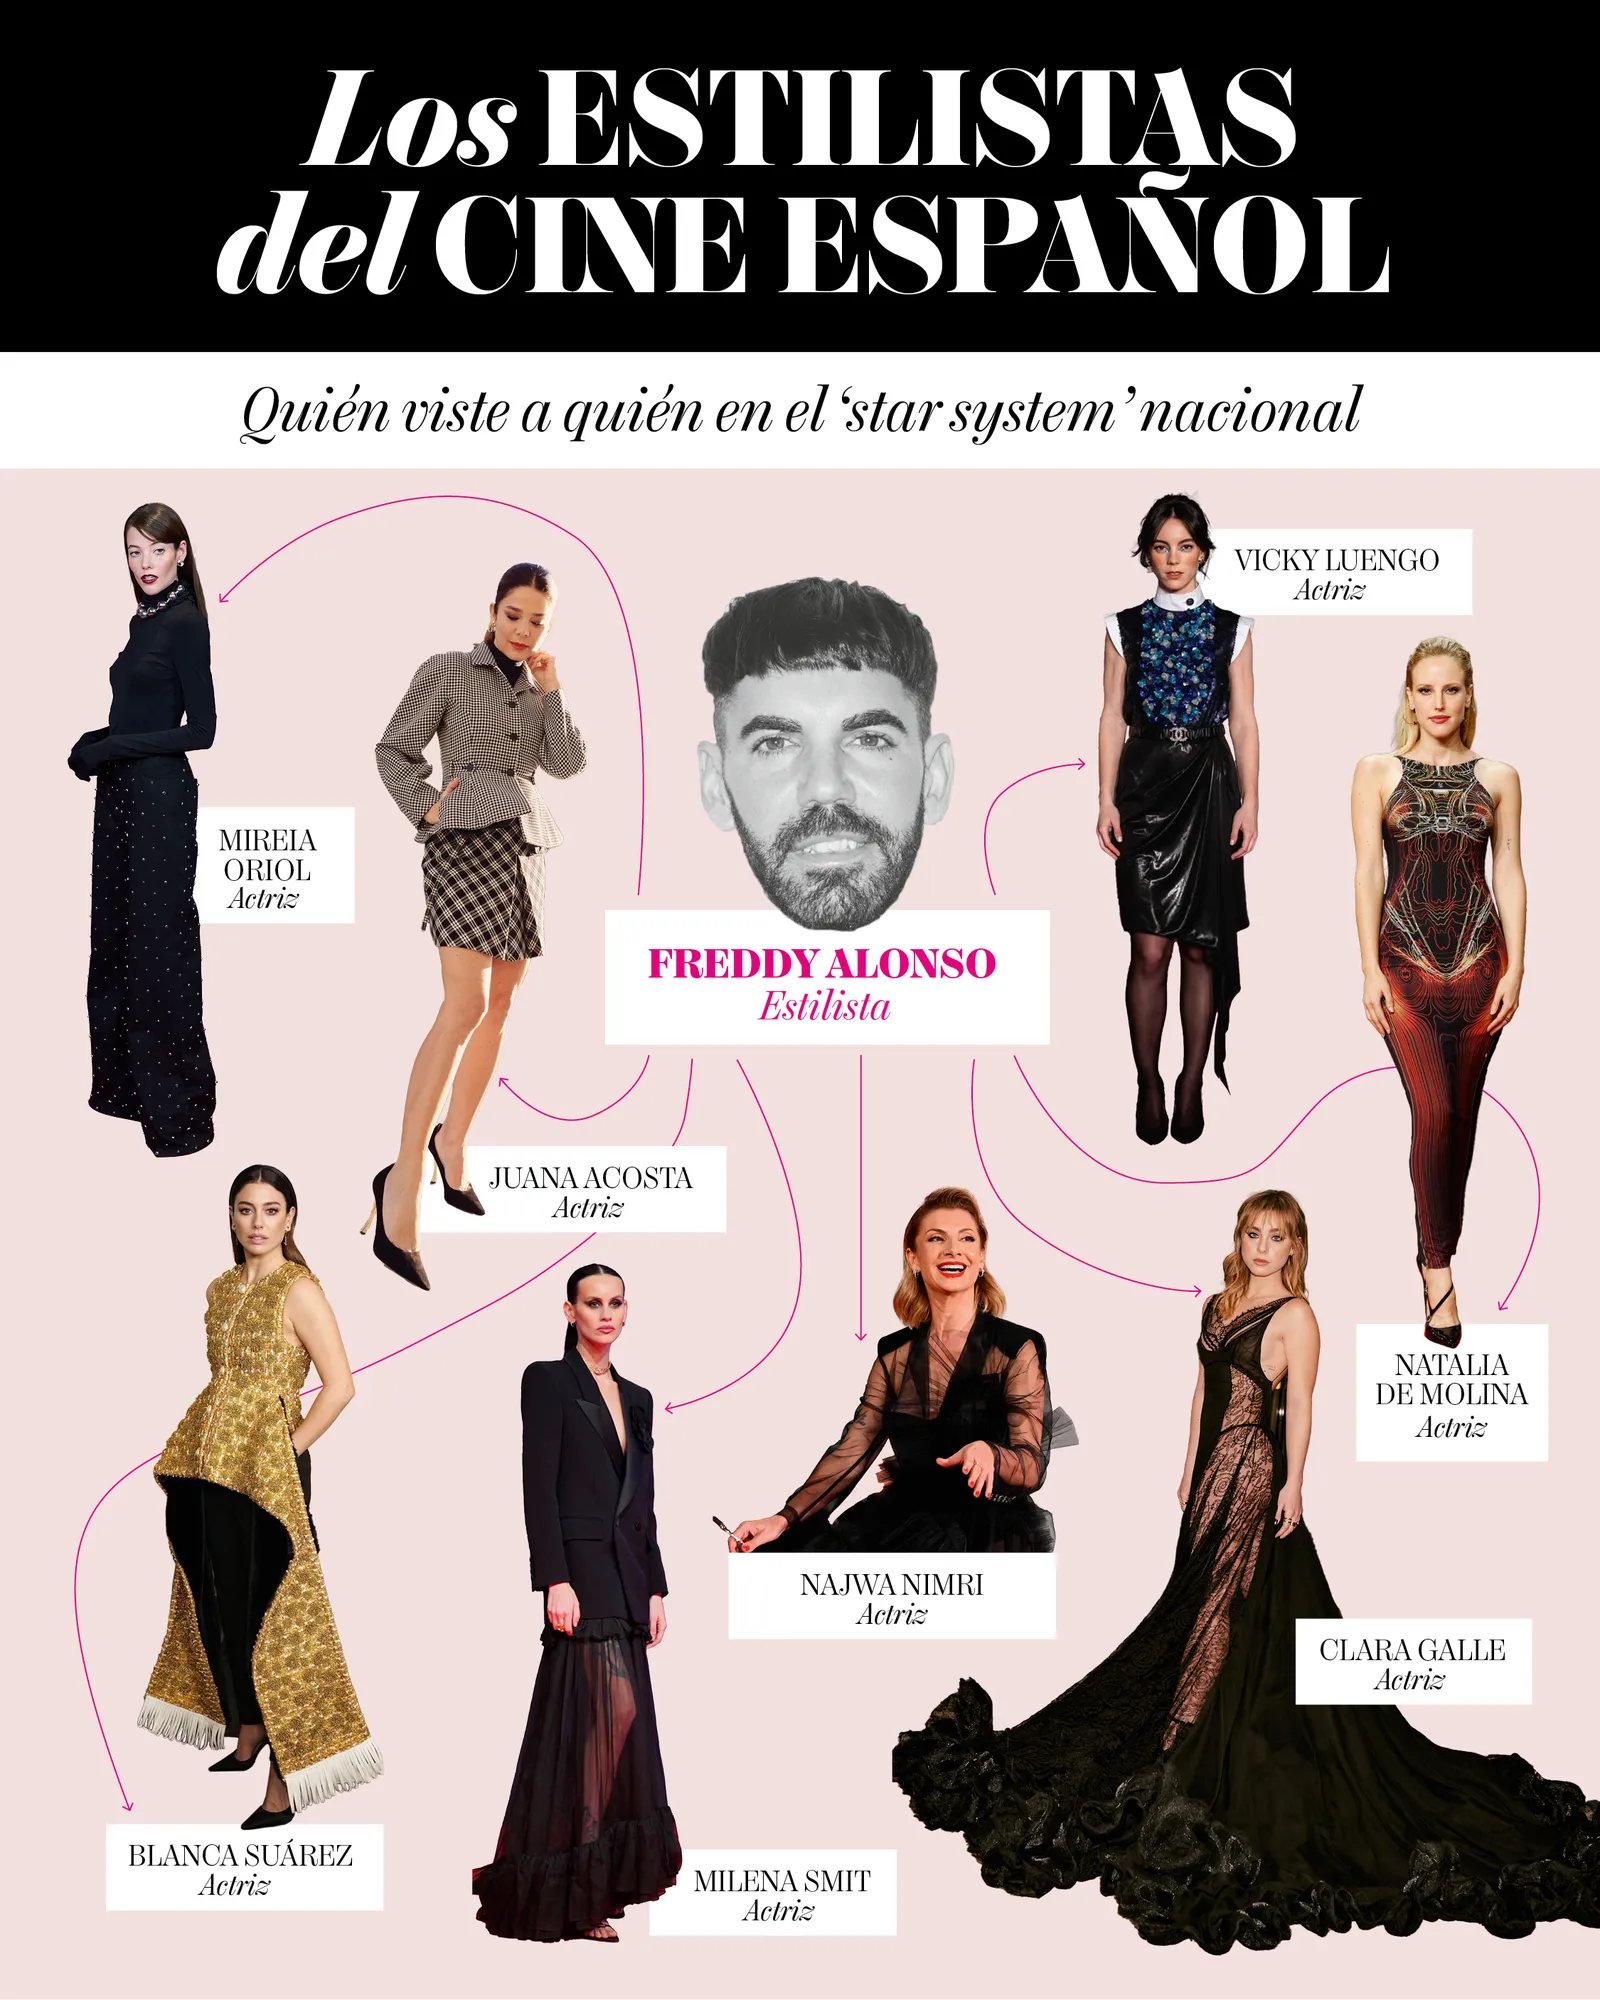 Los ESTILISTAS
del CINE ESPAÑOL
Quién viste a quién en el ‘star system’ nacional
VICKY LUENGO
Actriz
MIREIA
ORIOL
Actriz
FREDDY ALONSO
Estilista
JUANA ACOSTA
Actriz
NATALIA
DE MOLINA
Actriz
NAJWA NIMRI
Actriz
CLARA GALLE
Actriz
BLANCA SUÁREZ
Actriz
MILENA SMIT
Actriz